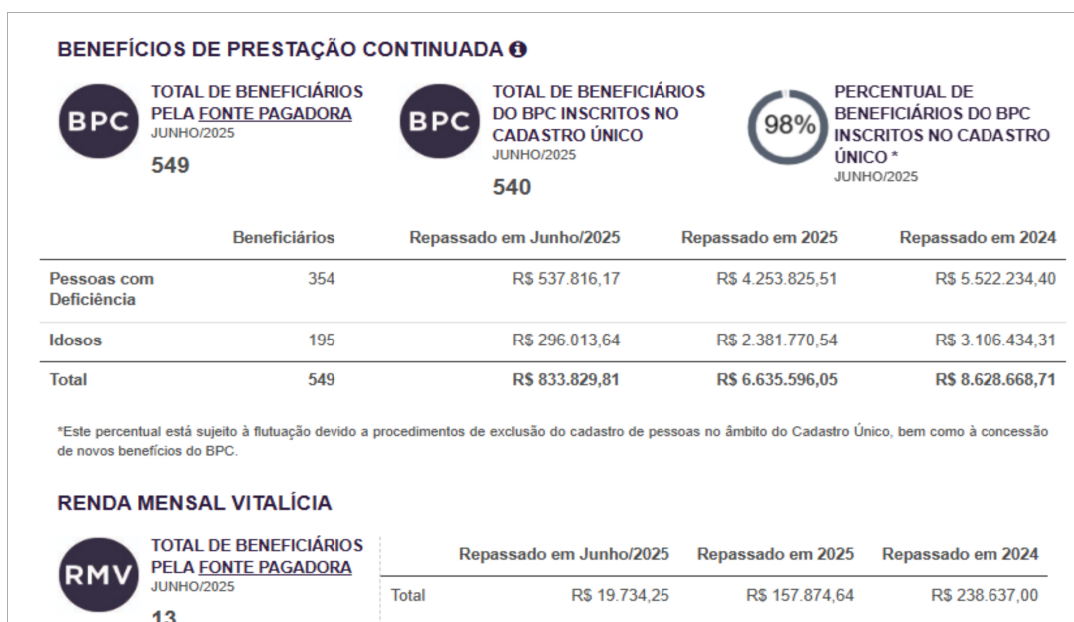 BENEFÍCIOS DE PRESTAÇÃO CONTINUADA
BPC
TOTAL DE BENEFICIÁRIOS
PELA FONTE PAGADORA
JUNHO/2025
549
BPC
TOTAL DE BENEFICIÁRIOS
DO BPC INSCRITOS NO
CADASTRO ÚNICO
JUNHO/2025
540
98%
PERCENTUAL DE
BENEFICIÁRIOS DO BPC
INSCRITOS NO CADASTRO
ÚNICO *
JUNHO/2025
Beneficiários Repassado em Junho/2025 Repassado em 2025 Repassado em 2024
Pessoas com
Deficiência 354 R$ 537.816,17 R$ 4.253.825,51 R$ 5.522.234,40
Idosos 195 R$ 296.013,64 R$ 2.381.770,54 R$ 3.106.434,31
Total 549 R$ 833.829,81 R$ 6.635.596,05 R$ 8.628.668,71
*Este percentual está sujeito à flutuação devido a procedimentos de exclusão do cadastro de pessoas no âmbito do Cadastro Único, bem como à concessão
de novos benefícios do BPC.
RENDA MENSAL VITALÍCIA
RMV
TOTAL DE BENEFICIÁRIOS
PELA FONTE PAGADORA
JUNHO/2025
13
Repassado em Junho/2025 Repassado em 2025 Repassado em 2024
Total R$ 19.734,25 R$ 157.874,64 R$ 238.637,00